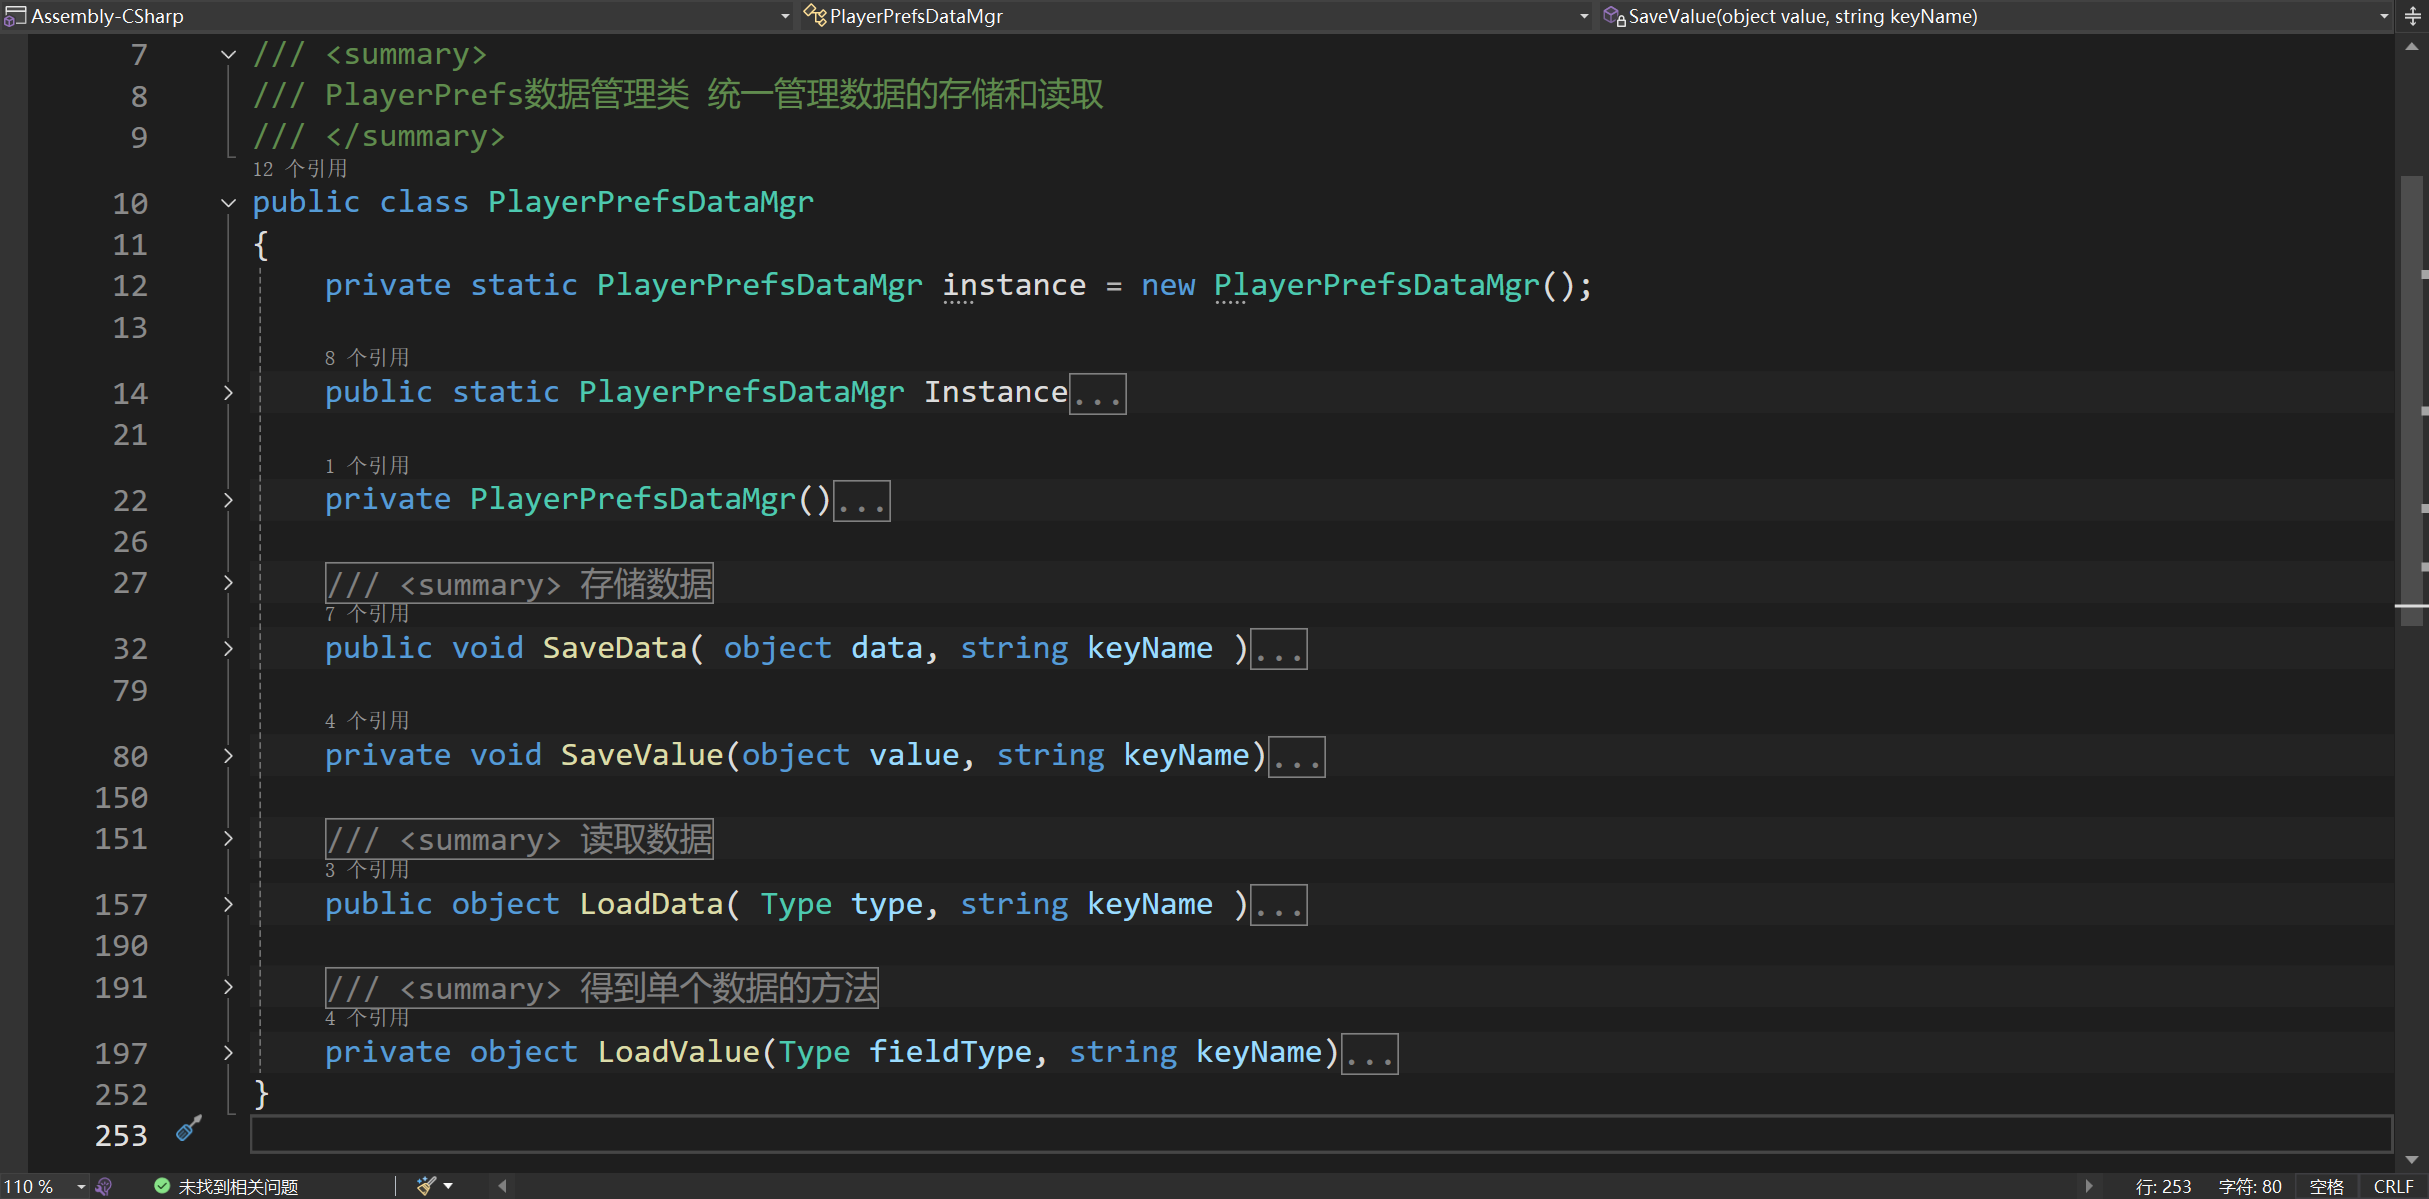 Assembly-CSharp PlayerPrefsDataMgr SaveValue(object value, string keyName)
7 /// <summary>
8 /// PlayerPrefs数据管理类 统一管理数据的存储和读取
9 /// </summary>
12 个引用
10 public class PlayerPrefsDataMgr
11 {
12 private static PlayerPrefsDataMgr instance = new PlayerPrefsDataMgr();
13
8 个引用
14 public static PlayerPrefsDataMgr Instance...
21
1 个引用
22 private PlayerPrefsDataMgr()...
26
27 /// <summary> 存储数据
7 个引用
32 public void SaveData( object data, string keyName )...
79
4 个引用
80 private void SaveValue(object value, string keyName)...
150
151 /// <summary> 读取数据
3 个引用
157 public object LoadData( Type type, string keyName )...
190
191 /// <summary> 得到单个数据的方法
4 个引用
197 private object LoadValue(Type fieldType, string keyName)...
252 }
253
110 % 未找到相关问题 行: 253 字符: 80 空格 CRLF